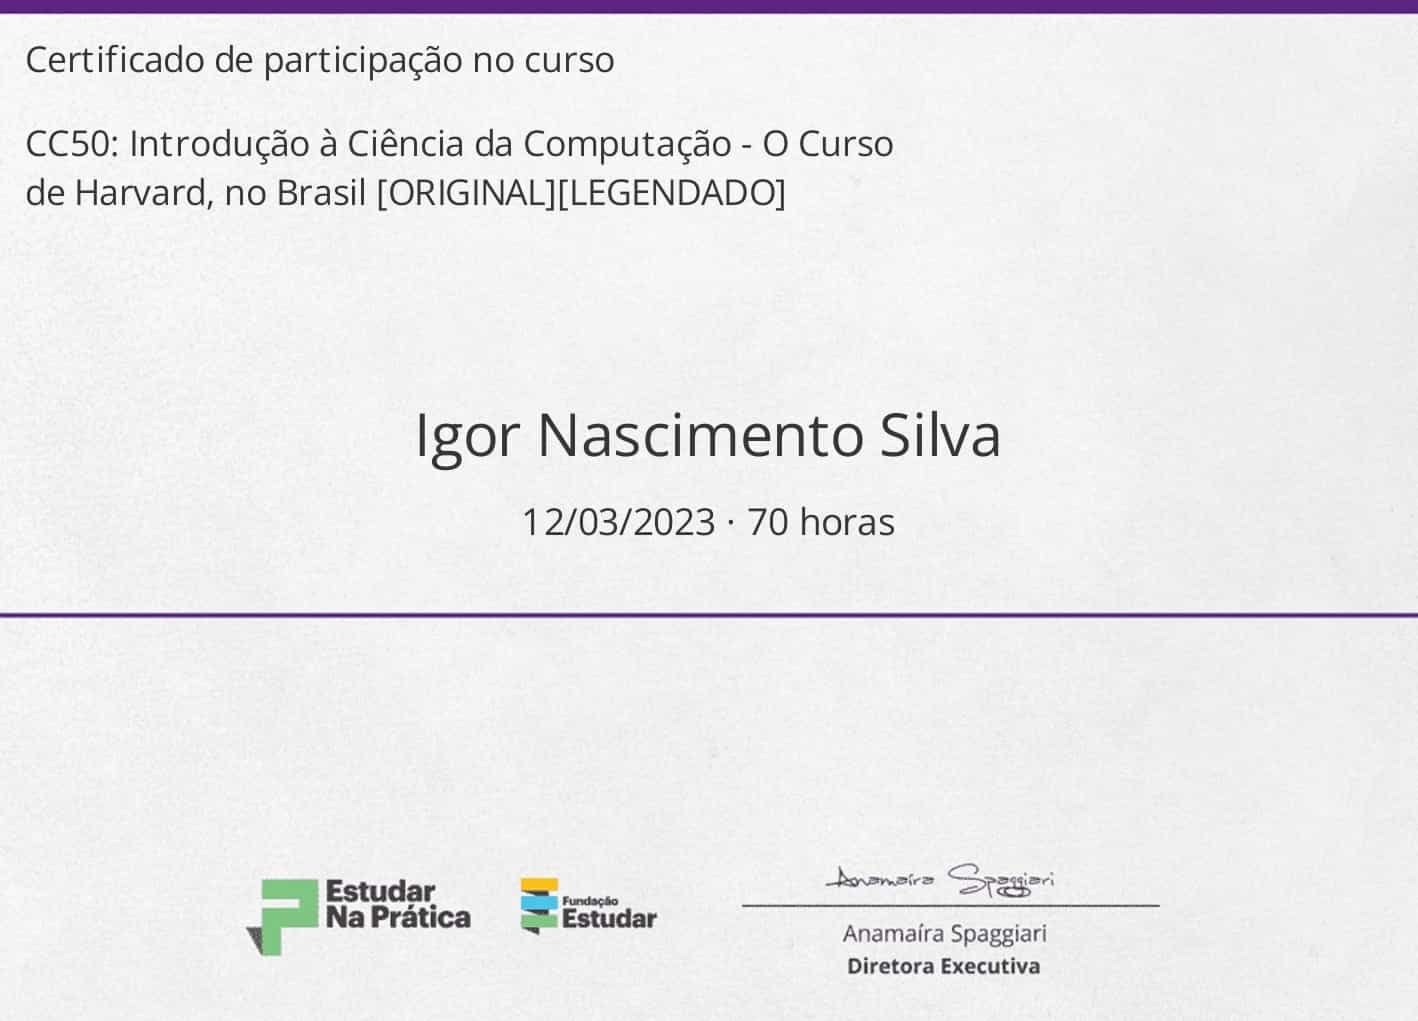 Certificado de participação no curso
CC50: Introdução à Ciência da Computação - O Curso
de Harvard, no Brasil [ORIGINAL][LEGENDADO]
Igor Nascimento Silva
12/03/2023 · 70 horas
Estudar
Na Prática
Fundação
Estudar
Anamaíra Spaggiari
Anamaíra Spaggiari
Diretora Executiva